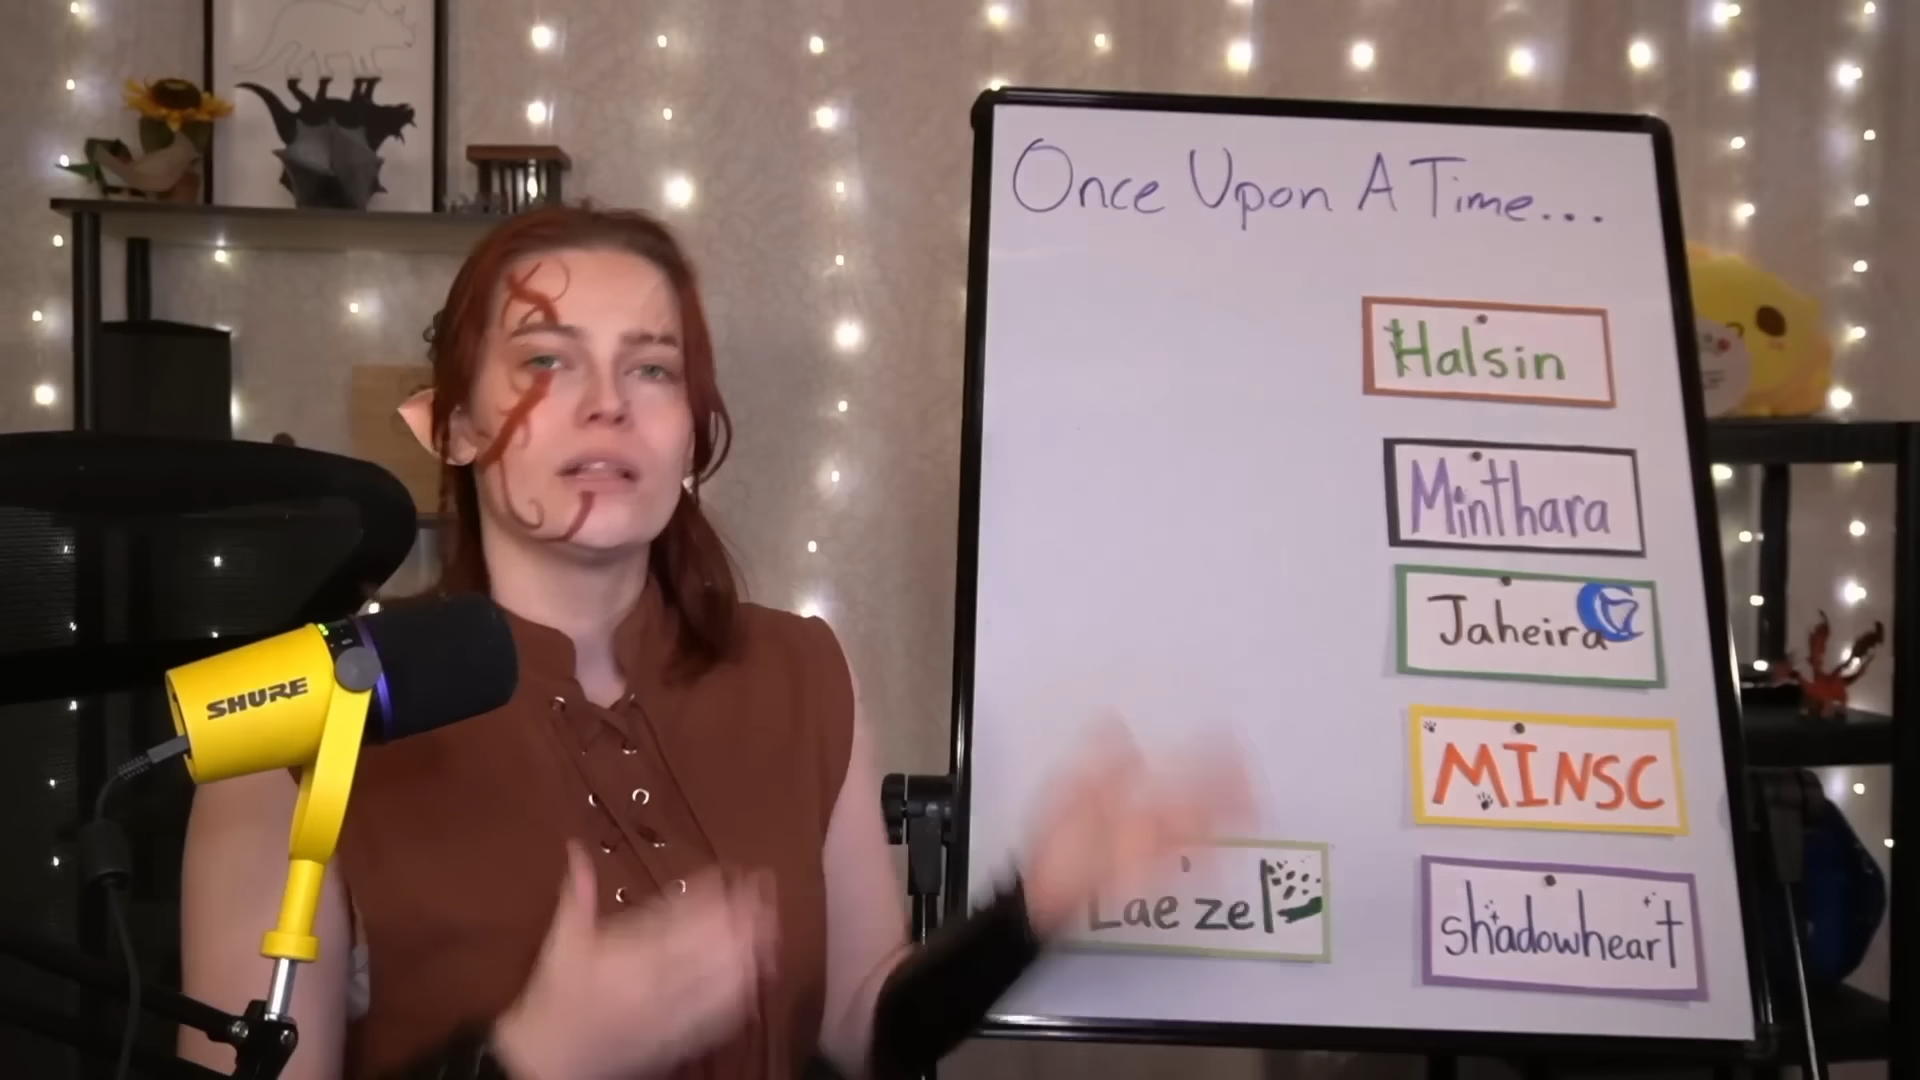 Once Upon A Time...
Halsin
Minthara
Jaheira
MINSC
Lae zel
shadowheart
SHURE